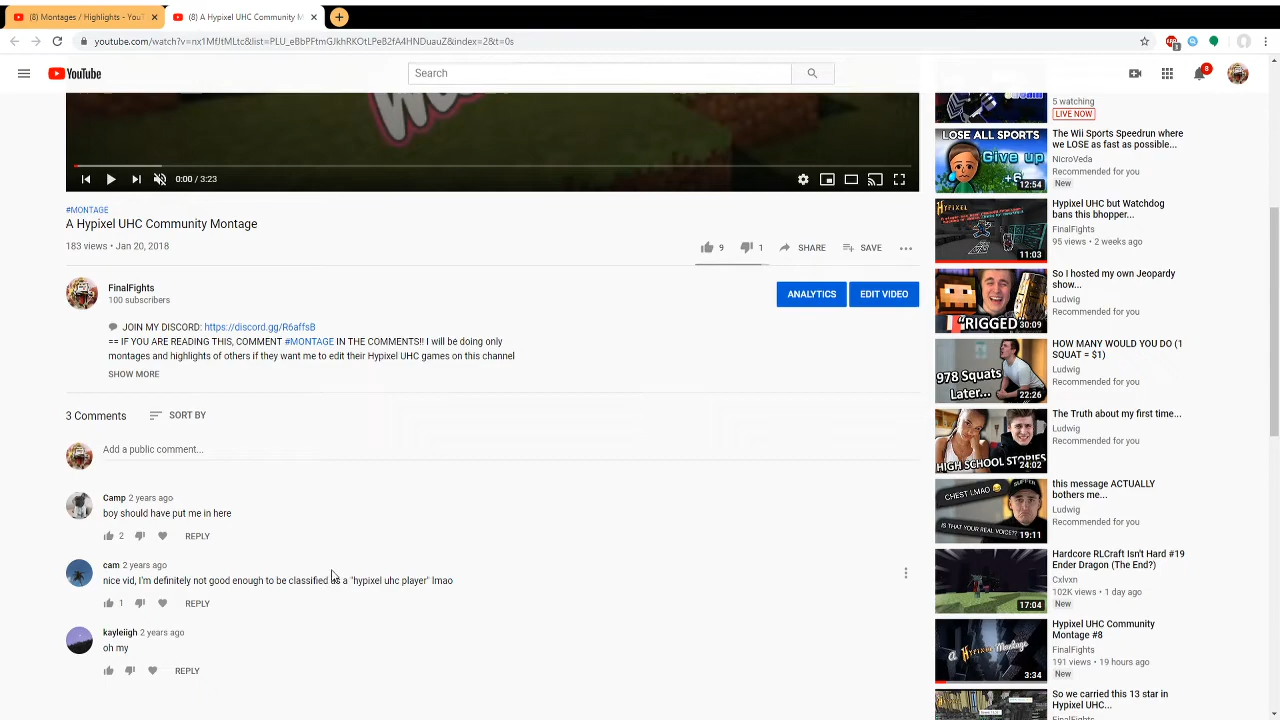 (8) Montages / Highlights - YouT
(8) A Hypixel UHC Community M
youtube.com/watch?v=nx1MfJtMLtc&list=PLU_eBbPFtmGJkhRKOtLPeB2fA4HNDuauZ&index=2&t=0s
YouTube
Search
8
0:00 / 3:23
#MONTAGE
A Hypixel UHC Community Montage
183 views • Jan 20, 2018
9
1
SHARE
SAVE
FinalFights
100 subscribers
ANALYTICS
EDIT VIDEO
JOIN MY DISCORD: https://discord.gg/R6affsB
== IF YOU ARE READING THIS, PUT #MONTAGE IN THE COMMENTS!! I will be doing only
montages and highlights of others if they want me to edit their Hypixel UHC games on this channel
SHOW MORE
3 Comments
SORT BY
Add a public comment...
Camp 2 years ago
boy should have put me in here
2
REPLY
cam 2 years ago
nice vid, I'm definitely not good enough to be classified as a "hypixel uhc player" lmao
1
REPLY
kayleigh 2 years ago
oh my
REPLY
5 watching
LIVE NOW
LOSE ALL SPORTS
Give up
+6
12:54
The Wii Sports Speedrun where
we LOSE as fast as possible...
NicroVeda
Recommended for you
New
HYPIXEL
11:03
Hypixel UHC but Watchdog
bans this bhopper...
FinalFights
95 views • 2 weeks ago
"RIGGED"
30:09
So I hosted my own Jeopardy
show...
Ludwig
Recommended for you
978 Squats
Later...
22:26
HOW MANY WOULD YOU DO (1
SQUAT = $1)
Ludwig
Recommended for you
HIGH SCHOOL STORIES
24:02
The Truth about my first time...
Ludwig
Recommended for you
CHEST LMAO
SUFFER
IS THAT YOUR REAL VOICE??
19:11
this message ACTUALLY
bothers me...
Ludwig
Recommended for you
17:04
Hardcore RLCraft Isn't Hard #19
Ender Dragon (The End?)
Cxlvxn
102K views • 1 day ago
New
A Hypixel Montage
3:34
Hypixel UHC Community
Montage #8
FinalFights
191 views • 19 hours ago
New
So we carried this 13 star in
Hypixel UHC...
FinalFights